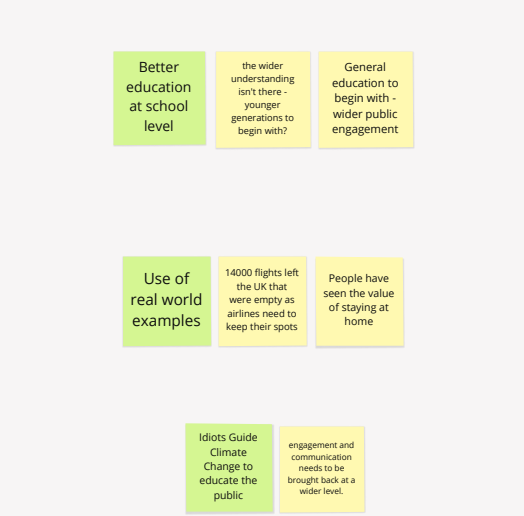 Better
education
at school
level
the wider
understanding
isn't there -
younger
generations to
begin with?
General
education to
begin with -
wider public
engagement
Use of
real world
examples
14000 flights left
the UK that
were empty as
airlines need to
keep their spots
People have
seen the value
of staying at
home
Idiots Guide
Climate
Change to
educate the
public
engagement and
communication
needs to be
brought back at a
wider level.